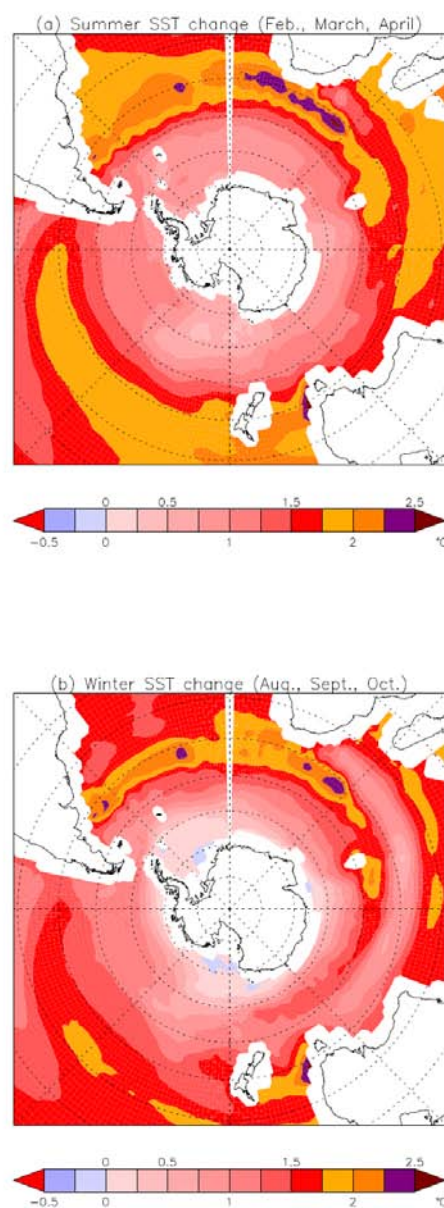 (a) Summer SST change (Feb., March, April)
0 0.5 1.5 2.5
−0.5 0 1 2 °C
(b) Winter SST change (Aug., Sept., Oct.)
0 0.5 1.5 2.5
−0.5 0 1 2 °C